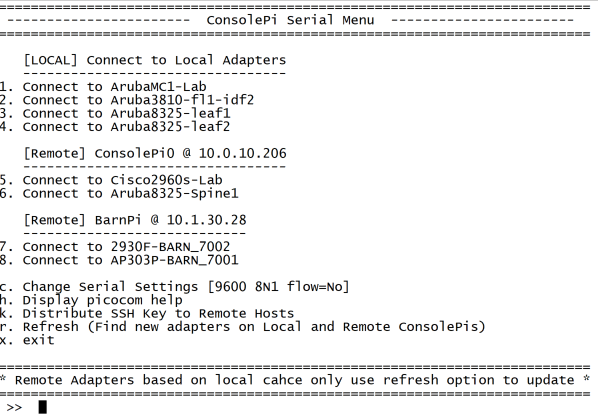 ==========================================================================
----------------------- ConsolePi Serial Menu -----------------------
==========================================================================
[LOCAL] Connect to Local Adapters
---------------------------------
1. Connect to ArubaMC1-Lab
2. Connect to Aruba3810-fl1-idf2
3. Connect to Aruba8325-leaf1
4. Connect to Aruba8325-leaf2
[Remote] ConsolePi0 @ 10.0.10.206
---------------------------------
5. Connect to Cisco2960s-Lab
6. Connect to Aruba8325-Spine1
[Remote] BarnPi @ 10.1.30.28
----------------------------
7. Connect to 2930F-BARN_7002
8. Connect to AP303P-BARN_7001
c. Change Serial Settings [9600 8N1 flow=No]
h. Display picocom help
k. Distribute SSH Key to Remote Hosts
r. Refresh (Find new adapters on Local and Remote ConsolePis)
x. exit
==========================================================================
* Remote Adapters based on local cahce only use refresh option to update *
==========================================================================
>>